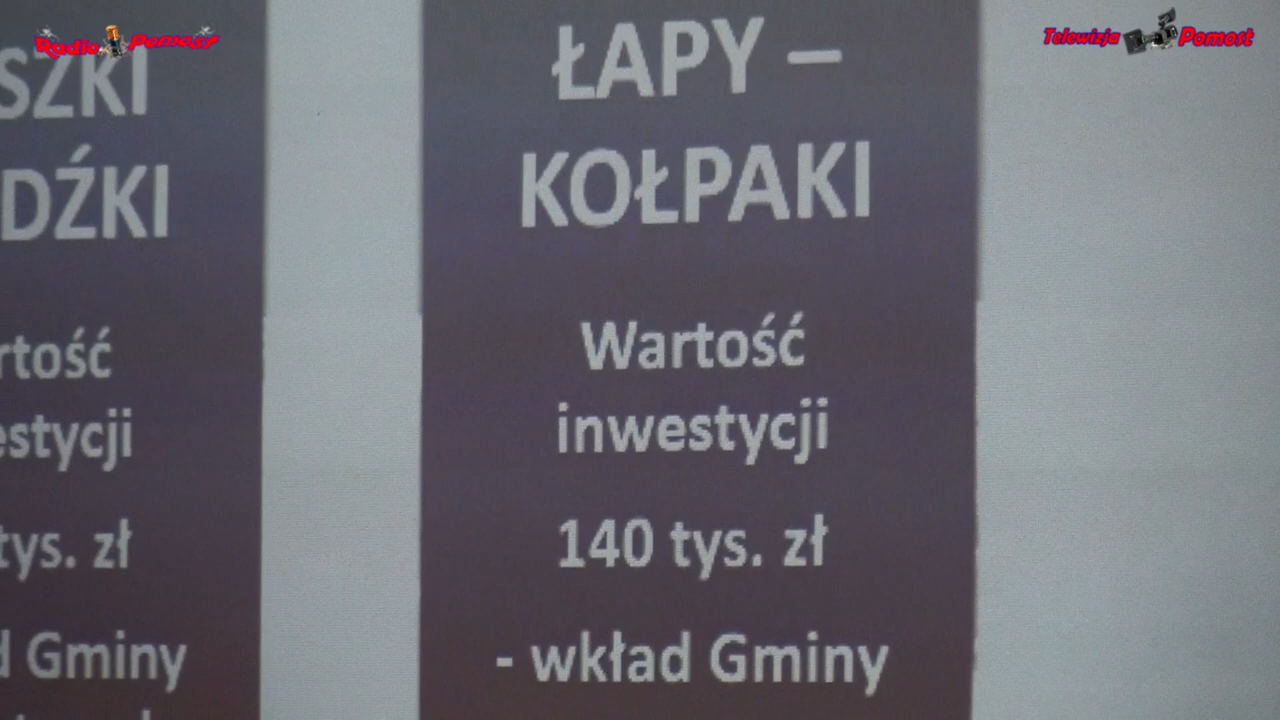 Radio Pomost
Telewizja Pomost
SZKI
DŹKI
rtość
estycji
tys. zł
d Gminy
ŁAPY –
KOŁPAKI
Wartość
inwestycji
140 tys. zł
- wkład Gminy